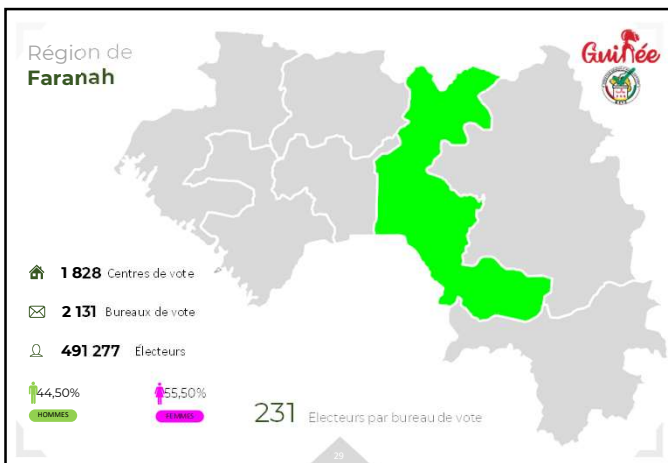 Région de
Faranah
Guinée
1 828 Centres de vote
2 131 Bureaux de vote
491 277 Électeurs
44,50%
HOMMES
55,50%
FEMMES
231 Electeurs par bureau de vote
29